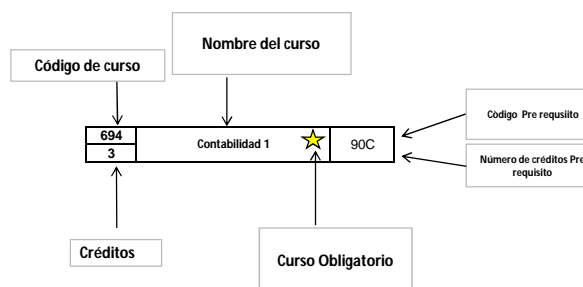 Nombre del curso
Código de curso
694
3
Contabilidad 1
90C
Còdigo Pre requsiito
Número de créditos Pre
requisito
Créditos
Curso Obligatorio